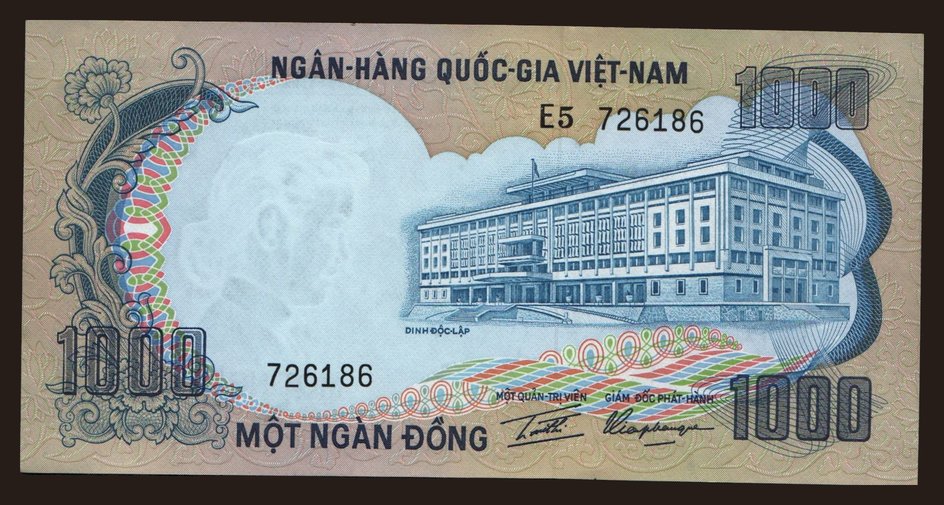 NGÂN-HÀNG QUỐC-GIA VIỆT-NAM
1000
E5 726186
DINH ĐỘC-LẬP
1000
726186
MỘT QUẢN-TRỊ VIÊN GIÁM ĐỐC PHÁT-HÀNH
1000
MỘT NGÀN ĐỒNG